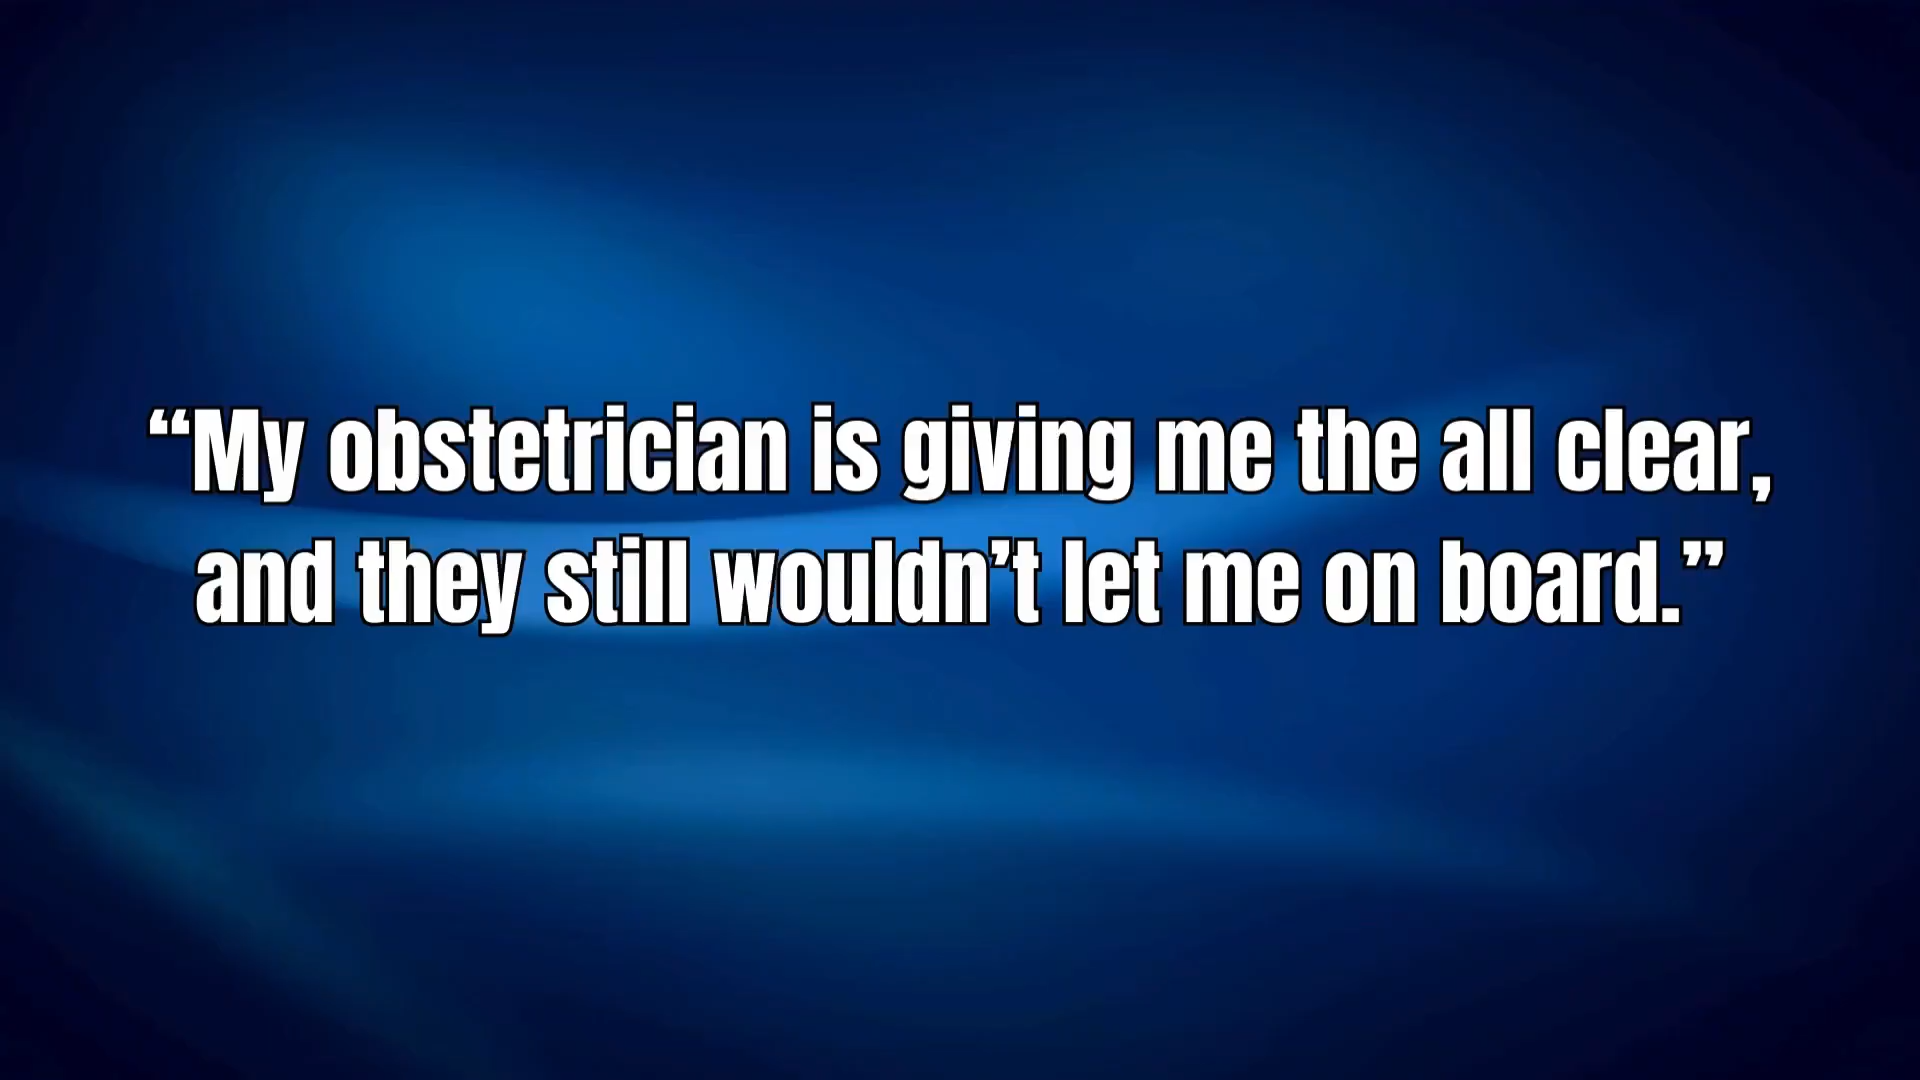 “My obstetrician is giving me the all clear,
and they still wouldn’t let me on board.”